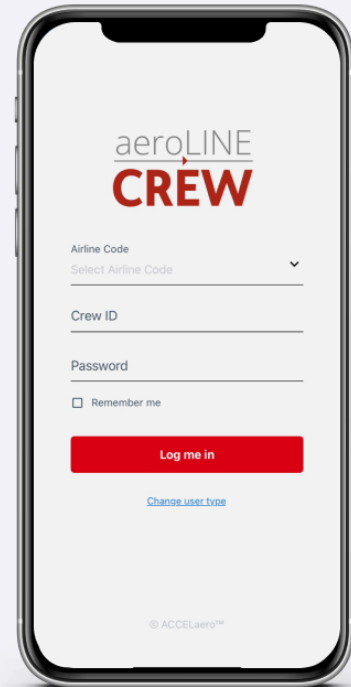 aeroLINE
CREW
Airline Code
Select Airline Code
Crew ID
Password
Remember me
Log me in
Change user type
© ACCELaero™